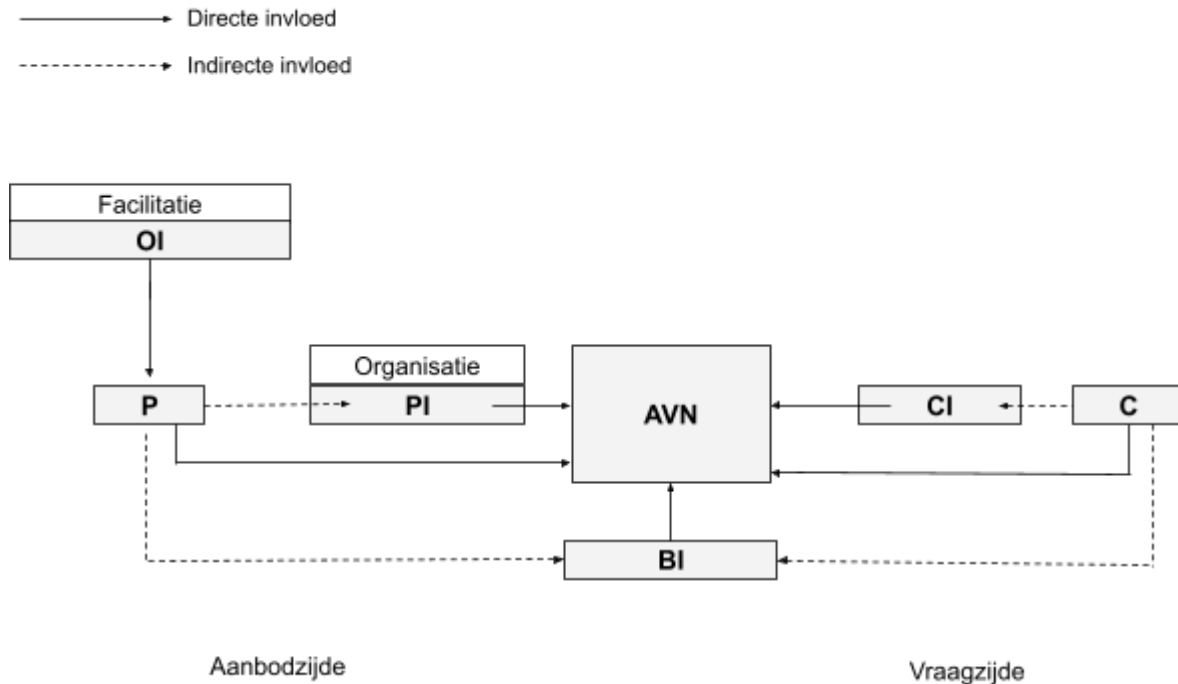 Directe invloed
Indirecte invloed
Facilitatie
OI
Organisatie
P
PI
AVN
CI
C
BI
Aanbodzijde
Vraagzijde